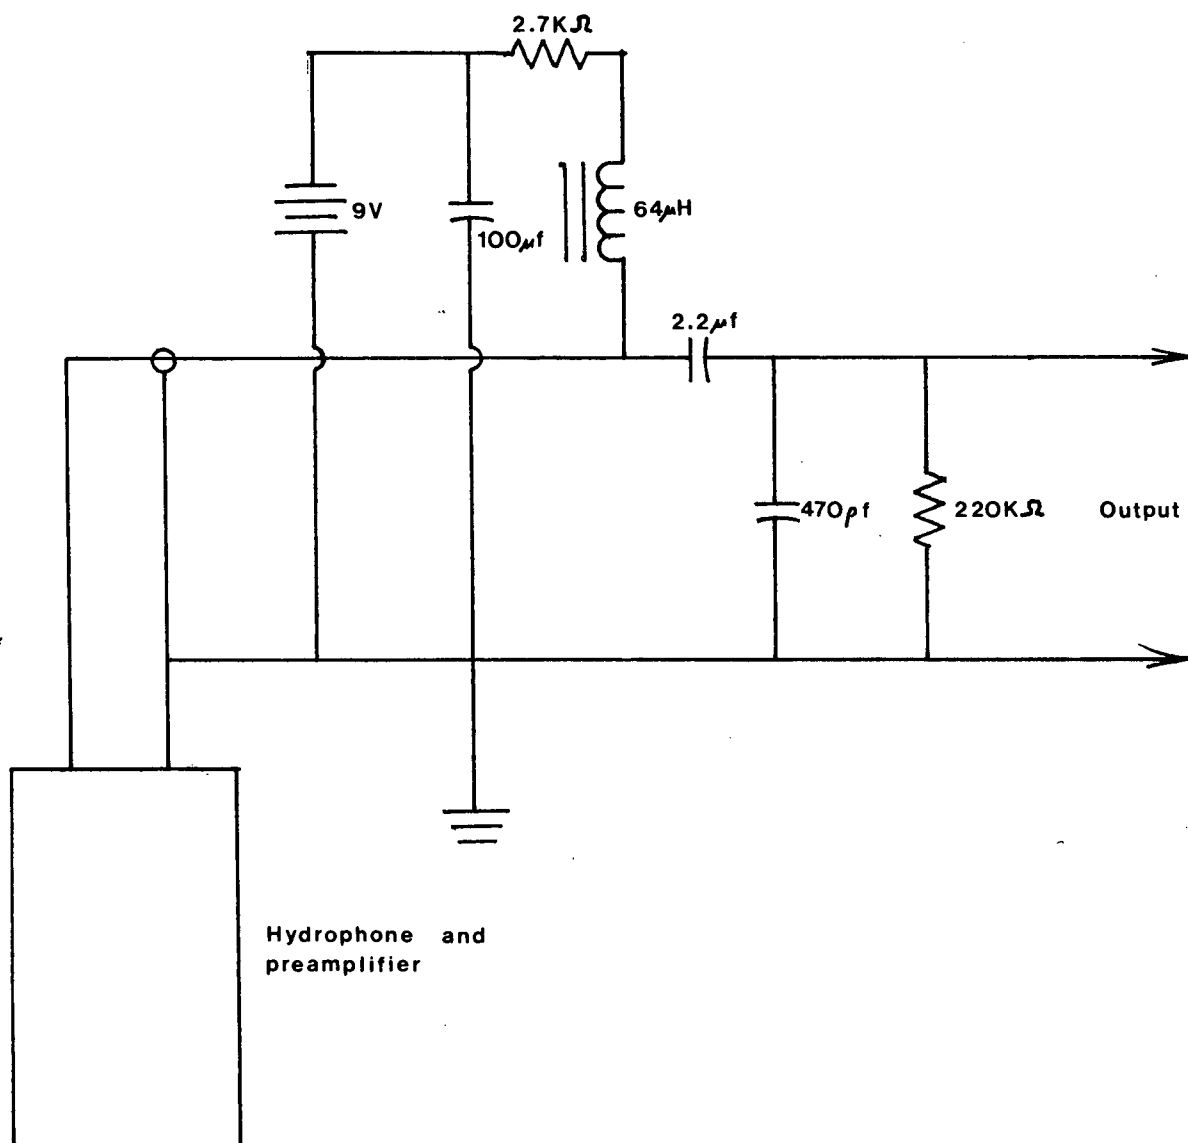 2.7KΩ
9V
100μf
64μH
2.2μf
470pf
220KΩ
Output
Hydrophone and
preamplifier